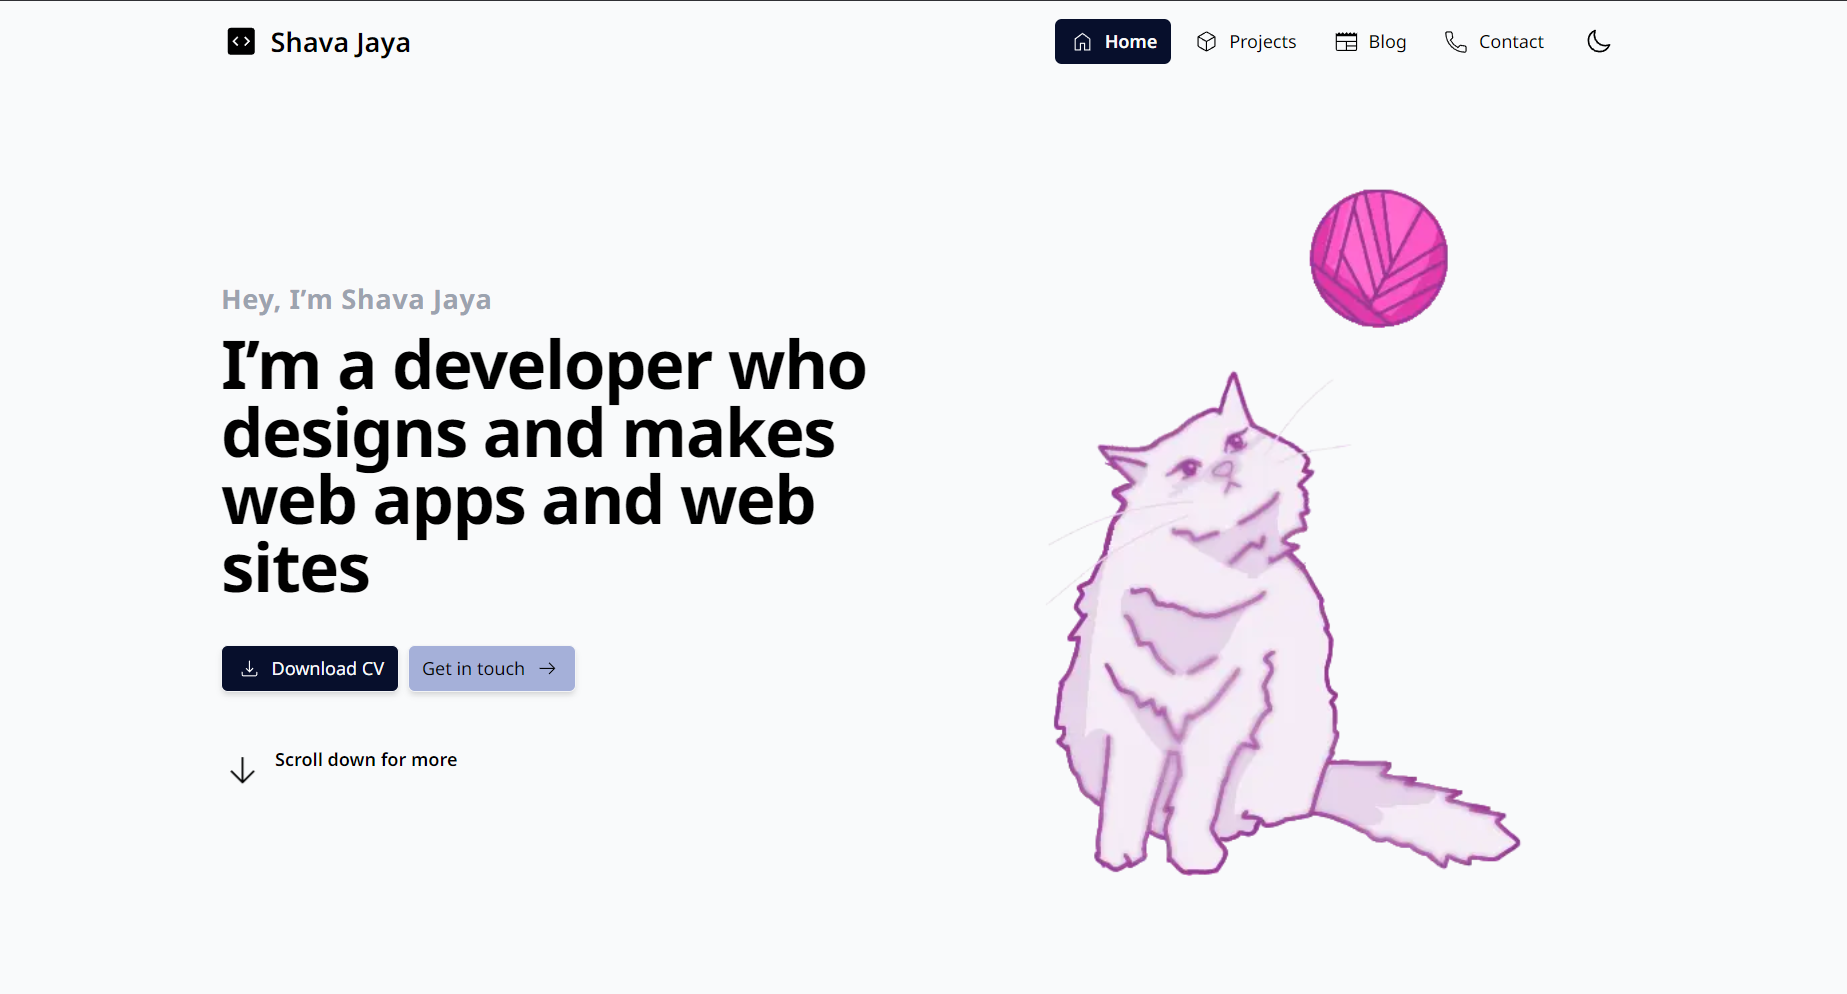 Shava Jaya
Home
Projects
Blog
Contact
Hey, I’m Shava Jaya
I’m a developer who
designs and makes
web apps and web
sites
Download CV
Get in touch
Scroll down for more